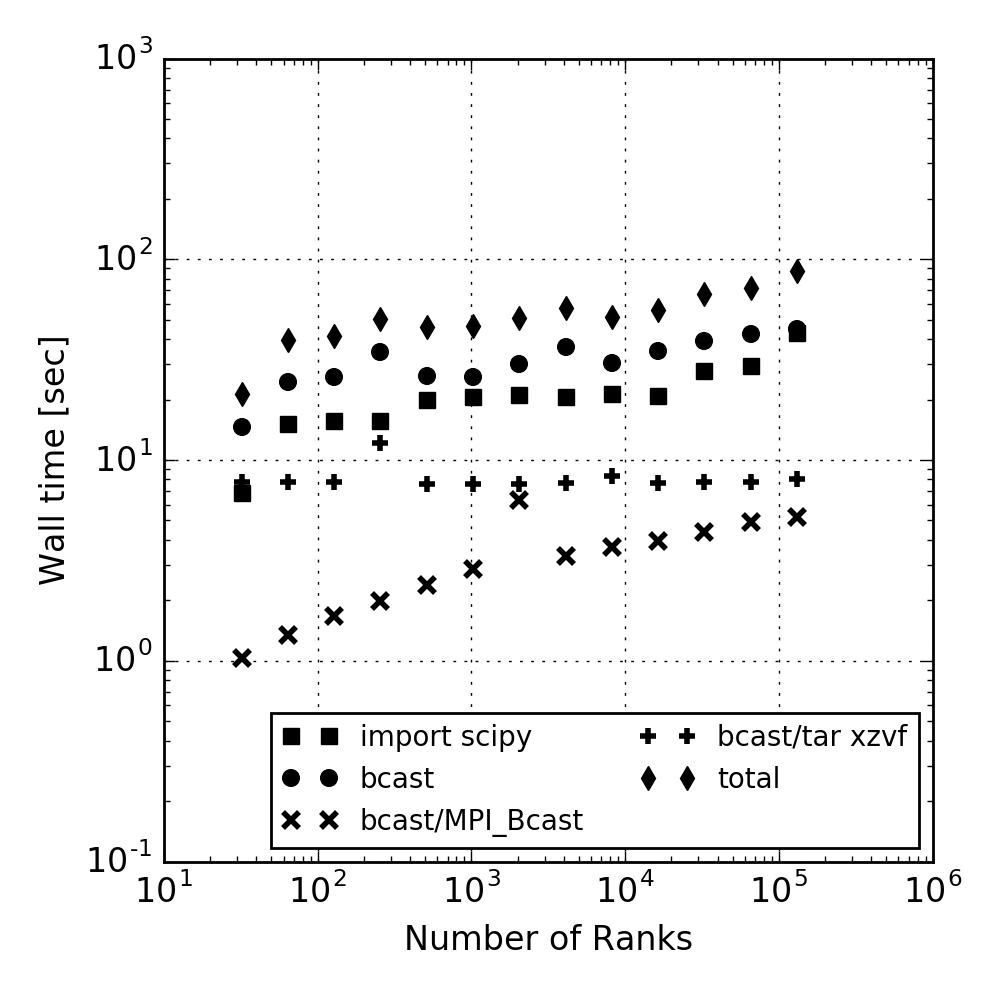 10^3
10^2
10^1
10^0
10^-1
Wall time [sec]
import scipy
bcast
bcast/MPI_Bcast
bcast/tar xzvf
total
10^1 10^2 10^3 10^4 10^5 10^6
Number of Ranks